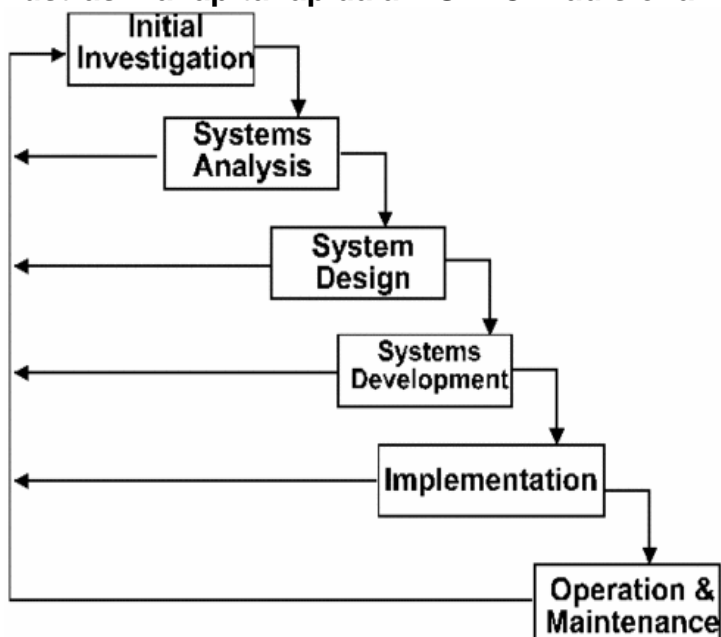 Initial
Investigation
Systems
Analysis
System
Design
Systems
Development
Implementation
Operation &
Maintenance